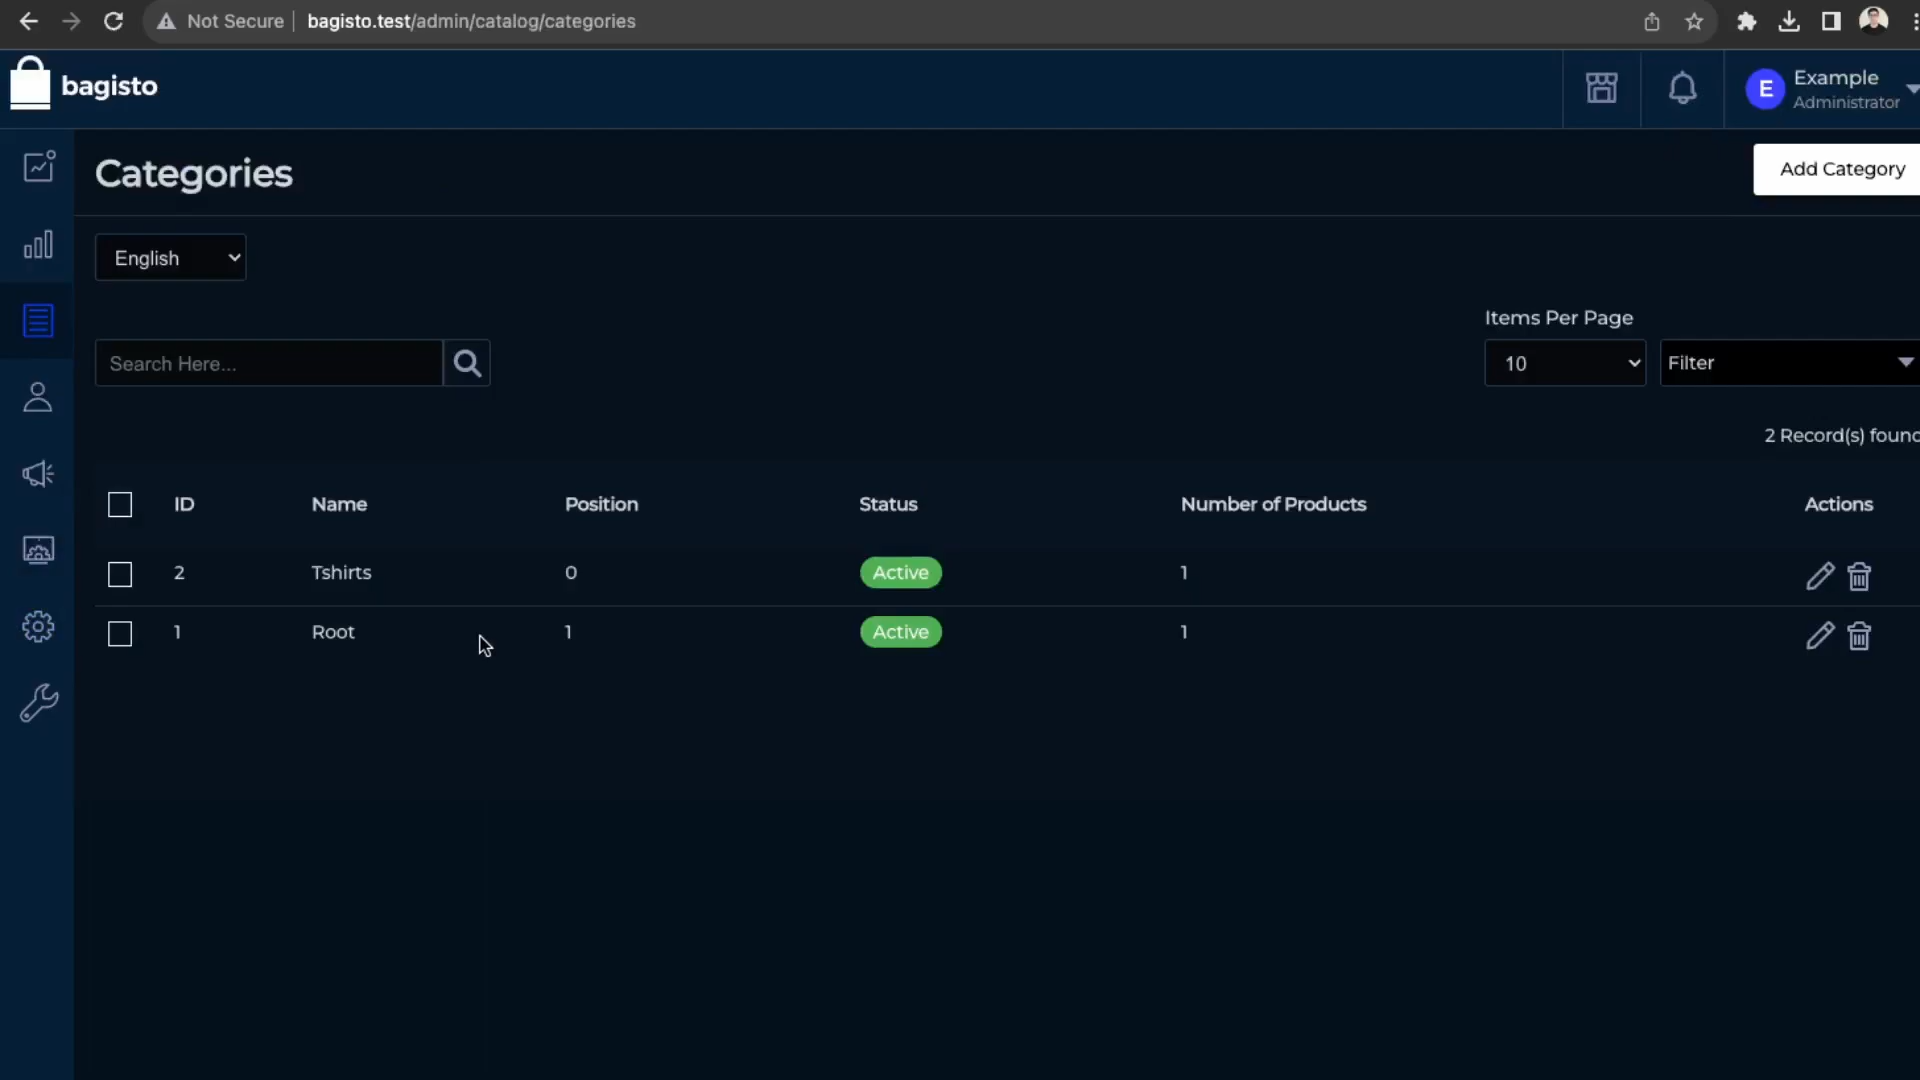 Not Secure | bagisto.test/admin/catalog/categories
bagisto
E
Example
Administrator
Categories
Add Category
English
Items Per Page
Search Here...
10
Filter
2 Record(s) found
ID Name Position Status Number of Products Actions
2 Tshirts 0 Active 1
1 Root 1 Active 1